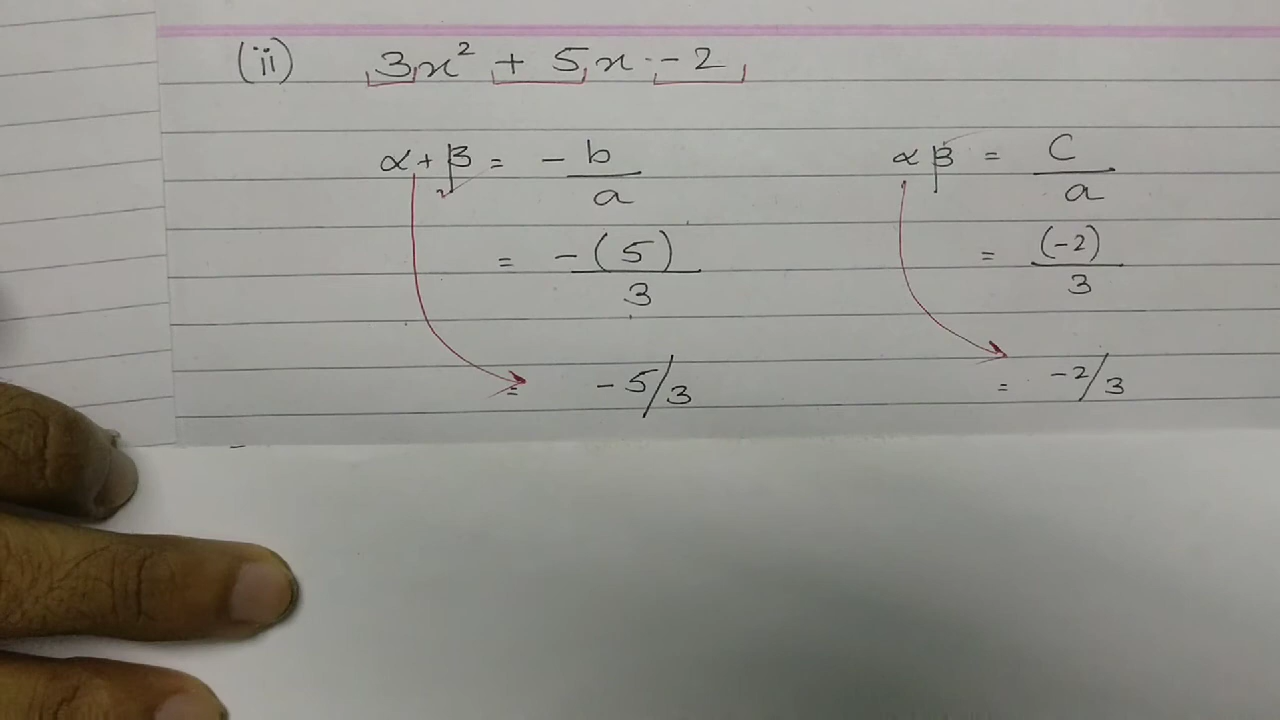 (ii) 3x² + 5x - 2
α + β = - b/a αβ = C/a
= -(5)/3 = (-2)/3
= -5/3 = -2/3